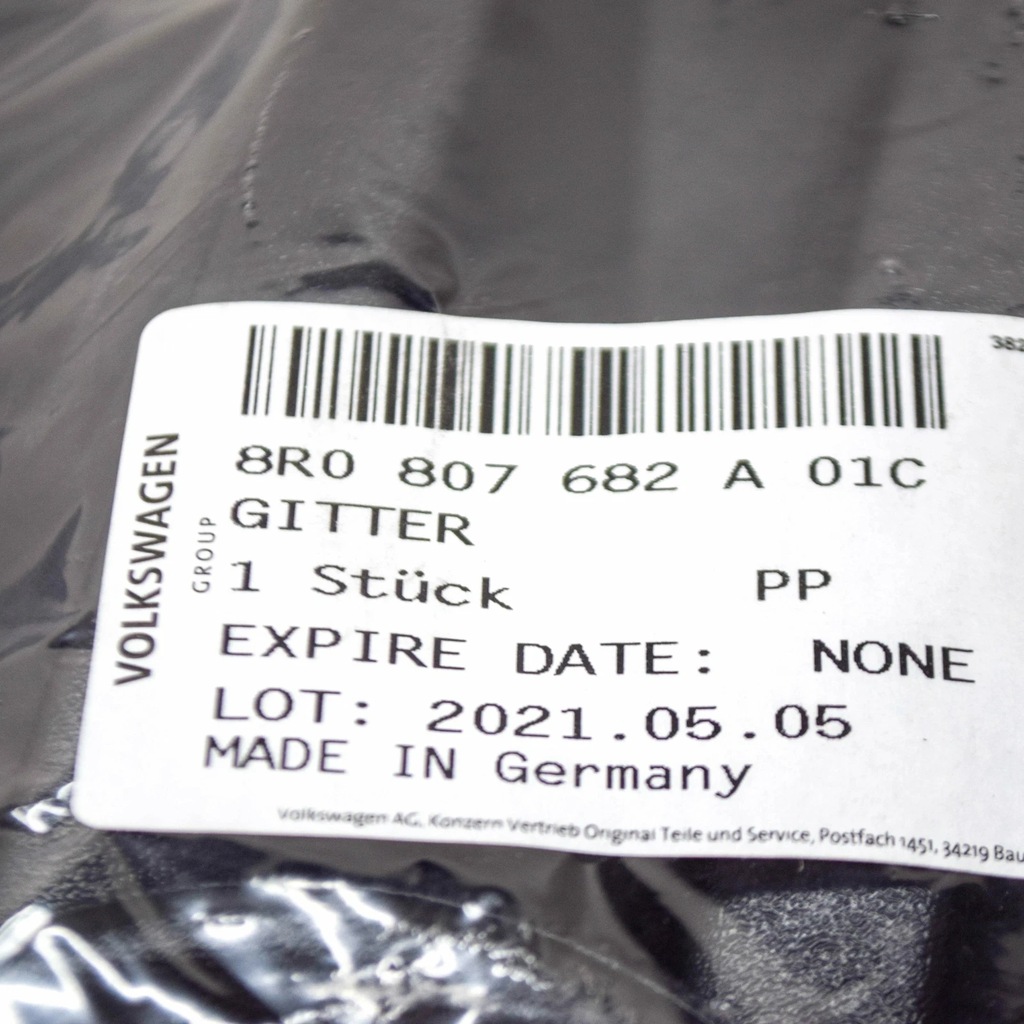 382
8R0 807 682 A 01C
GITTER
1 Stück PP
EXPIRE DATE: NONE
LOT: 2021.05.05
MADE IN Germany
Volkswagen AG, Konzern Vertrieb Original Teile und Service, Postfach 1451, 34219 Bau
VOLKSWAGEN
GROUP